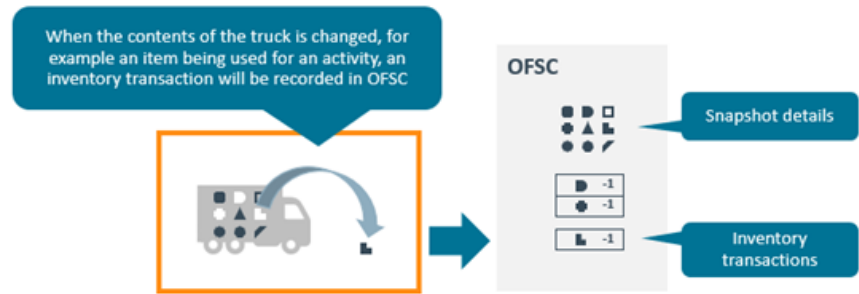 When the contents of the truck is changed, for
example an item being used for an activity, an
inventory transaction will be recorded in OFSC
OFSC
Snapshot details
-1
-1
-1
Inventory
transactions